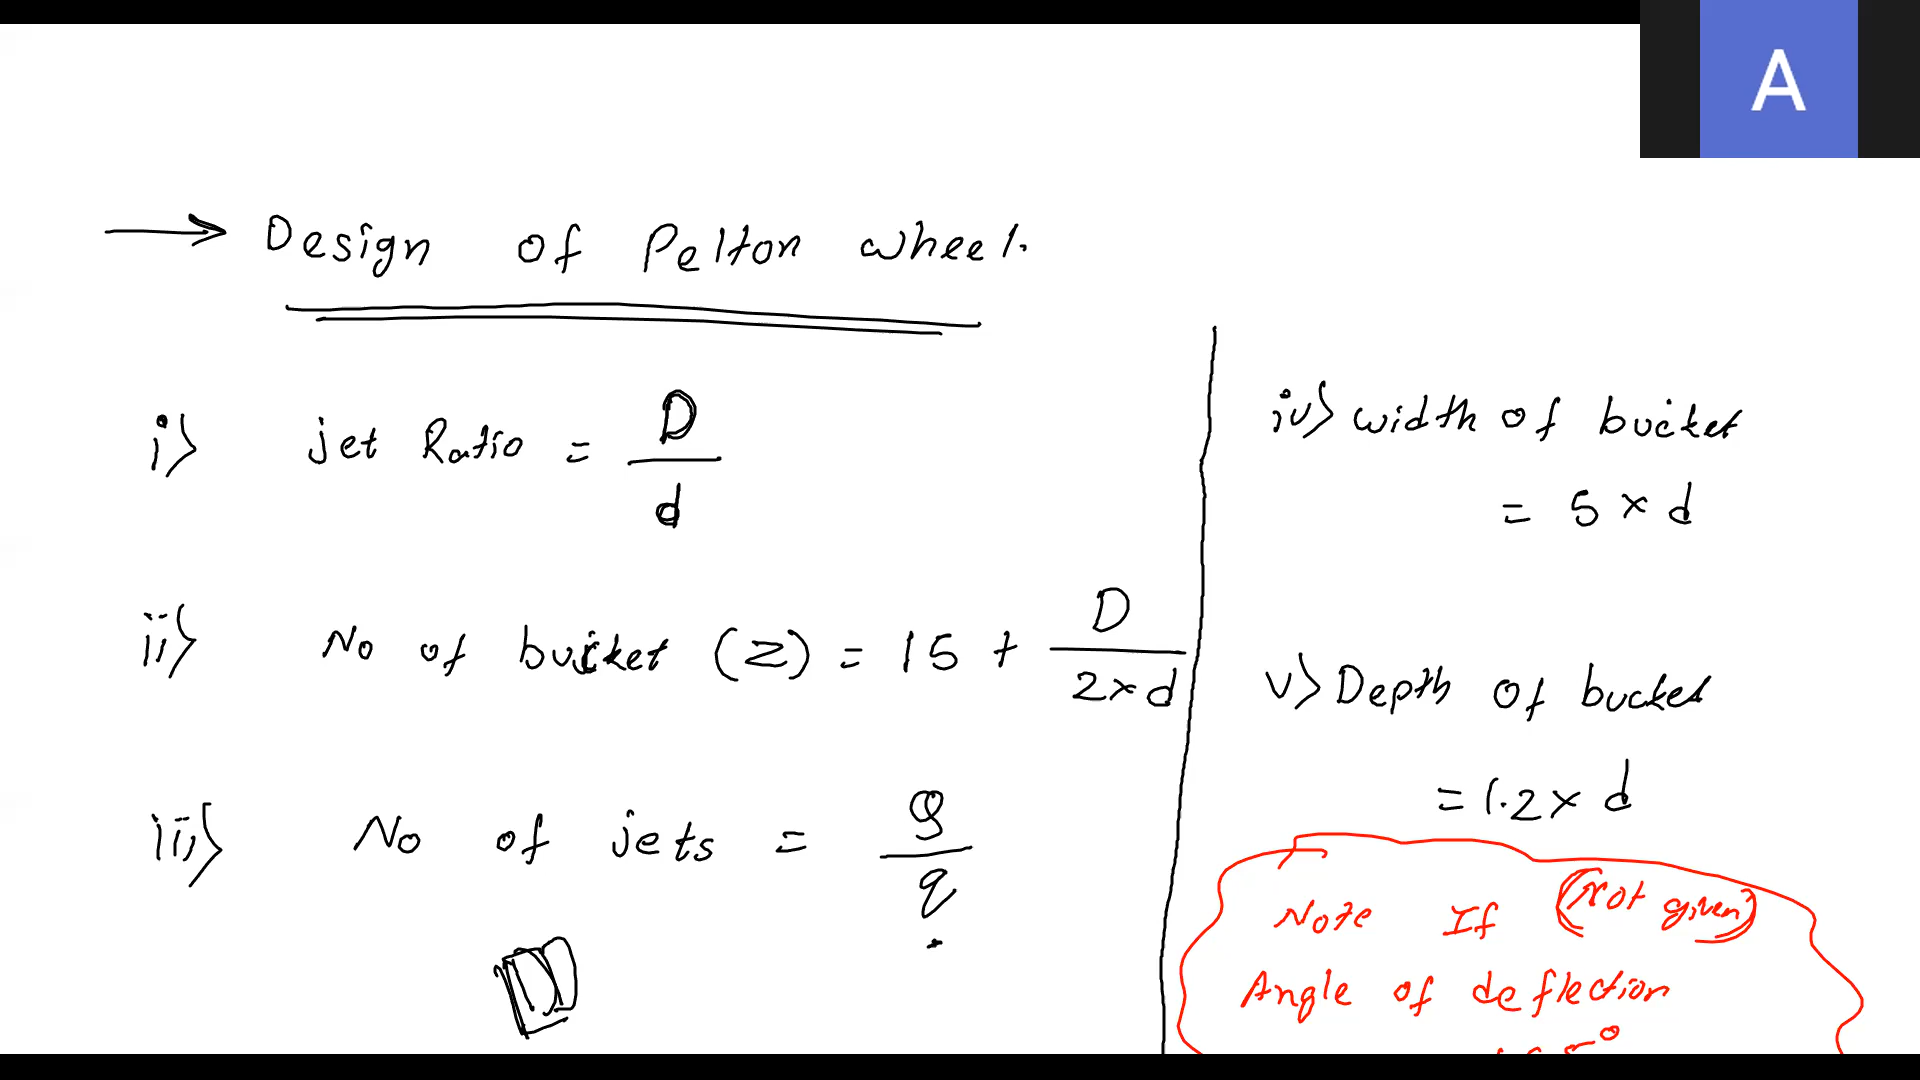 A
→ Design of Pelton wheel.
i) jet Ratio = D/d
ii) No of bucket (Z) = 15 + D/2×d
iii) No of jets = Q/q
iv) width of bucket
= 5 × d
v) Depth of bucket
= 1.2 × d
Note If (not given)
Angle of deflection